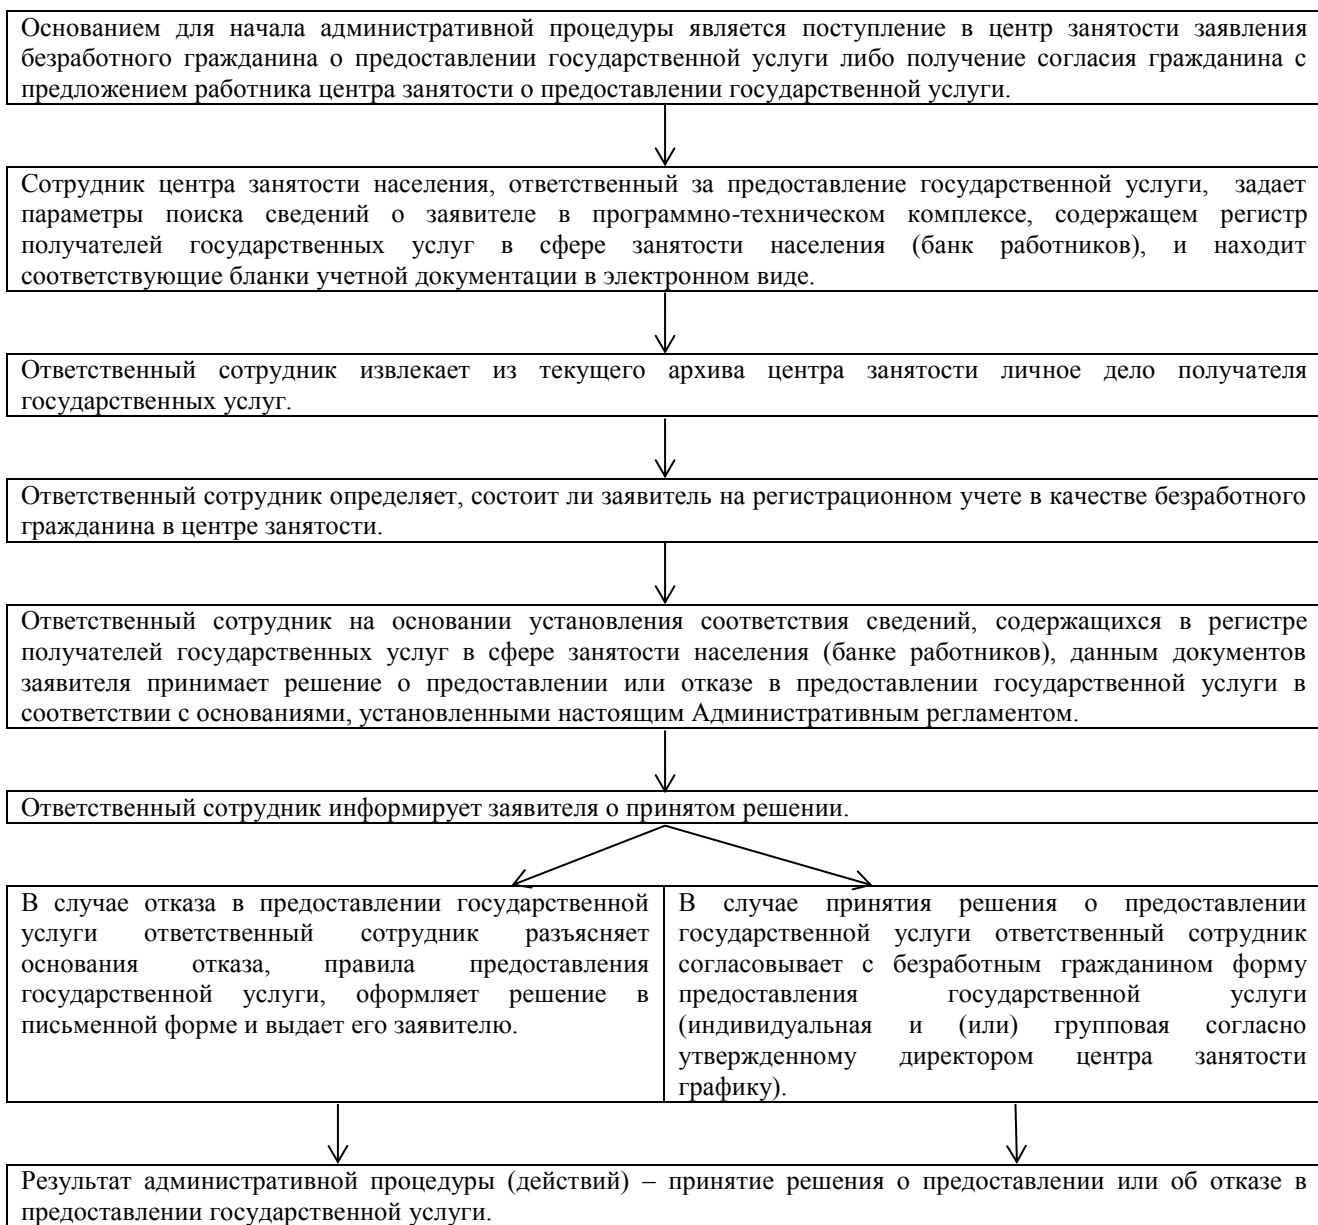 Основанием для начала административной процедуры является поступление в центр занятости заявления
безработного гражданина о предоставлении государственной услуги либо получение согласия гражданина с
предложением работника центра занятости о предоставлении государственной услуги.
Сотрудник центра занятости населения, ответственный за предоставление государственной услуги, задает
параметры поиска сведений о заявителе в программно-техническом комплексе, содержащем регистр
получателей государственных услуг в сфере занятости населения (банк работников), и находит
соответствующие бланки учетной документации в электронном виде.
Ответственный сотрудник извлекает из текущего архива центра занятости личное дело получателя
государственных услуг.
Ответственный сотрудник определяет, состоит ли заявитель на регистрационном учете в качестве безработного
гражданина в центре занятости.
Ответственный сотрудник на основании установления соответствия сведений, содержащихся в регистре
получателей государственных услуг в сфере занятости населения (банке работников), данным документов
заявителя принимает решение о предоставлении или отказе в предоставлении государственной услуги в
соответствии с основаниями, установленными настоящим Административным регламентом.
Ответственный сотрудник информирует заявителя о принятом решении.
В случае отказа в предоставлении государственной
услуги ответственный сотрудник разъясняет
основания отказа, правила предоставления
государственной услуги, оформляет решение в
письменной форме и выдает его заявителю.
В случае принятия решения о предоставлении
государственной услуги ответственный сотрудник
согласовывает с безработным гражданином форму
предоставления государственной услуги
(индивидуальная и (или) групповая согласно
утвержденному директором центра занятости
графику).
Результат административной процедуры (действий) – принятие решения о предоставлении или об отказе в
предоставлении государственной услуги.